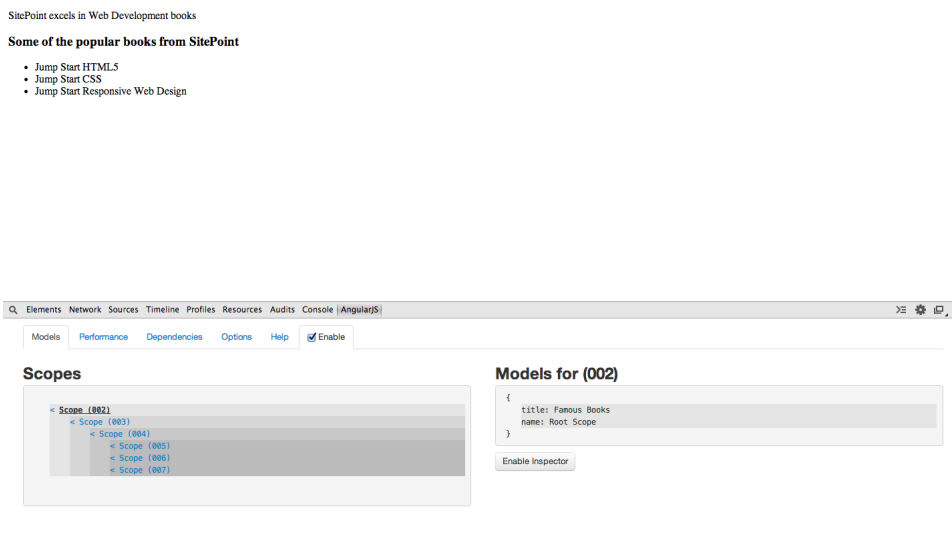 SitePoint excels in Web Development books
Some of the popular books from SitePoint
• Jump Start HTML5
• Jump Start CSS
• Jump Start Responsive Web Design
Elements Network Sources Timeline Profiles Resources Audits Console AngularJS
Models Performance Dependencies Options Help Enable
Scopes
< Scope (002)
< Scope (003)
< Scope (004)
< Scope (005)
< Scope (006)
< Scope (007)
Models for (002)
{
title: Famous Books
name: Root Scope
}
Enable Inspector